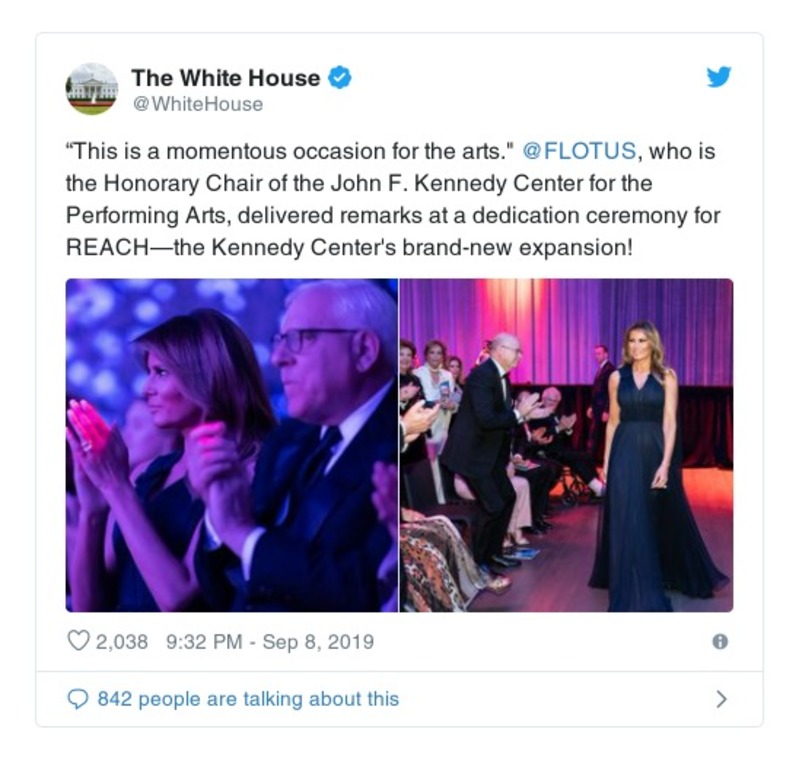 The White House
@WhiteHouse
“This is a momentous occasion for the arts." @FLOTUS, who is
the Honorary Chair of the John F. Kennedy Center for the
Performing Arts, delivered remarks at a dedication ceremony for
REACH—the Kennedy Center's brand-new expansion!
2,038 9:32 PM - Sep 8, 2019
842 people are talking about this